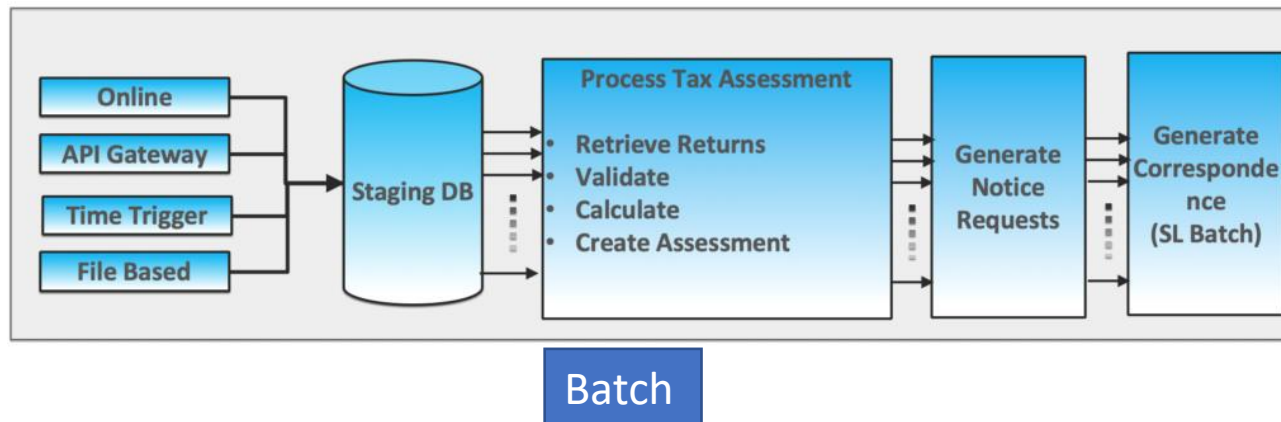 Online
API Gateway
Time Trigger
File Based
Staging DB
Process Tax Assessment
• Retrieve Returns
• Validate
• Calculate
• Create Assessment
Generate
Notice
Requests
Generate
Corresponde
nce
(SL Batch)
Batch